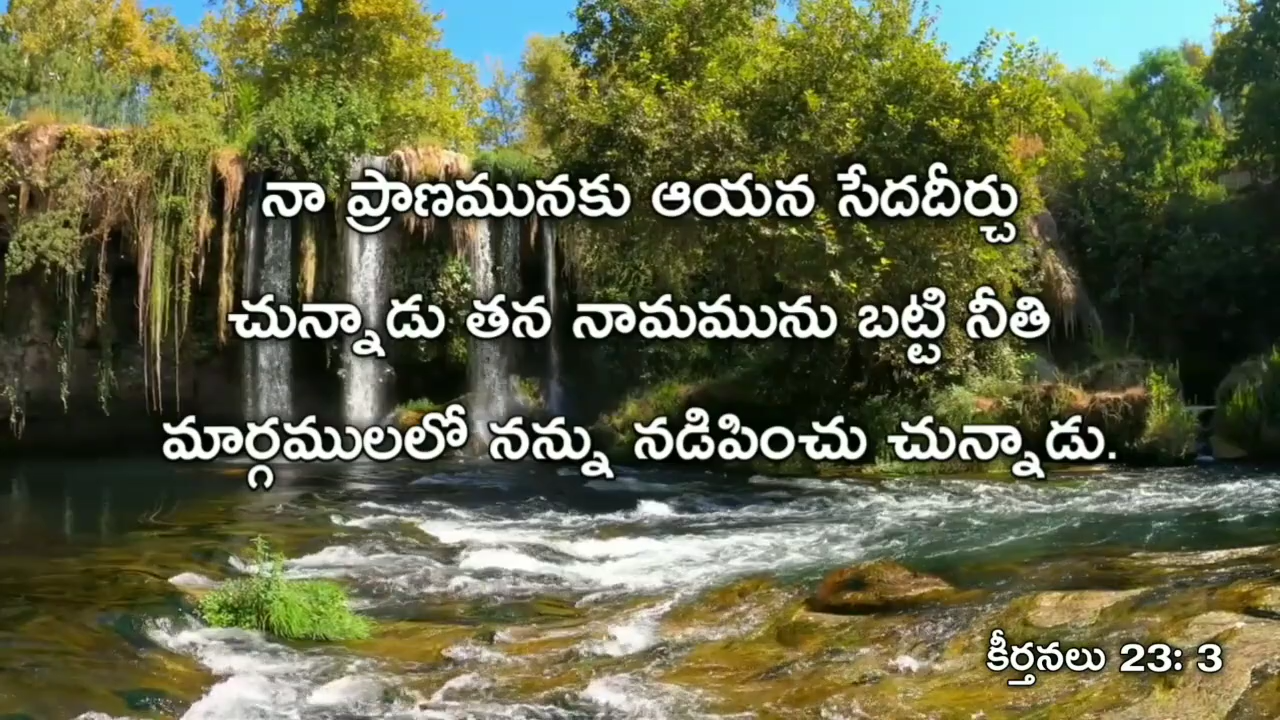 నా ప్రాణమునకు ఆయన సేదదీర్చు
చున్నాడు తన నామమును బట్టి నీతి
మార్గములలో నన్ను నడిపించు చున్నాడు.
కీర్తనలు 23: 3